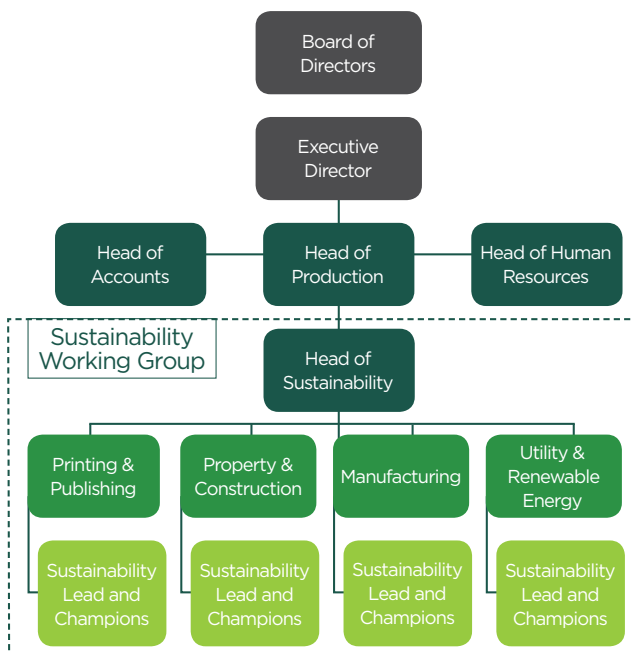 Board of
Directors
Executive
Director
Head of
Accounts
Head of
Production
Head of Human
Resources
Sustainability
Working Group
Head of
Sustainability
Printing &
Publishing
Property &
Construction
Manufacturing
Utility &
Renewable
Energy
Sustainability
Lead and
Champions
Sustainability
Lead and
Champions
Sustainability
Lead and
Champions
Sustainability
Lead and
Champions